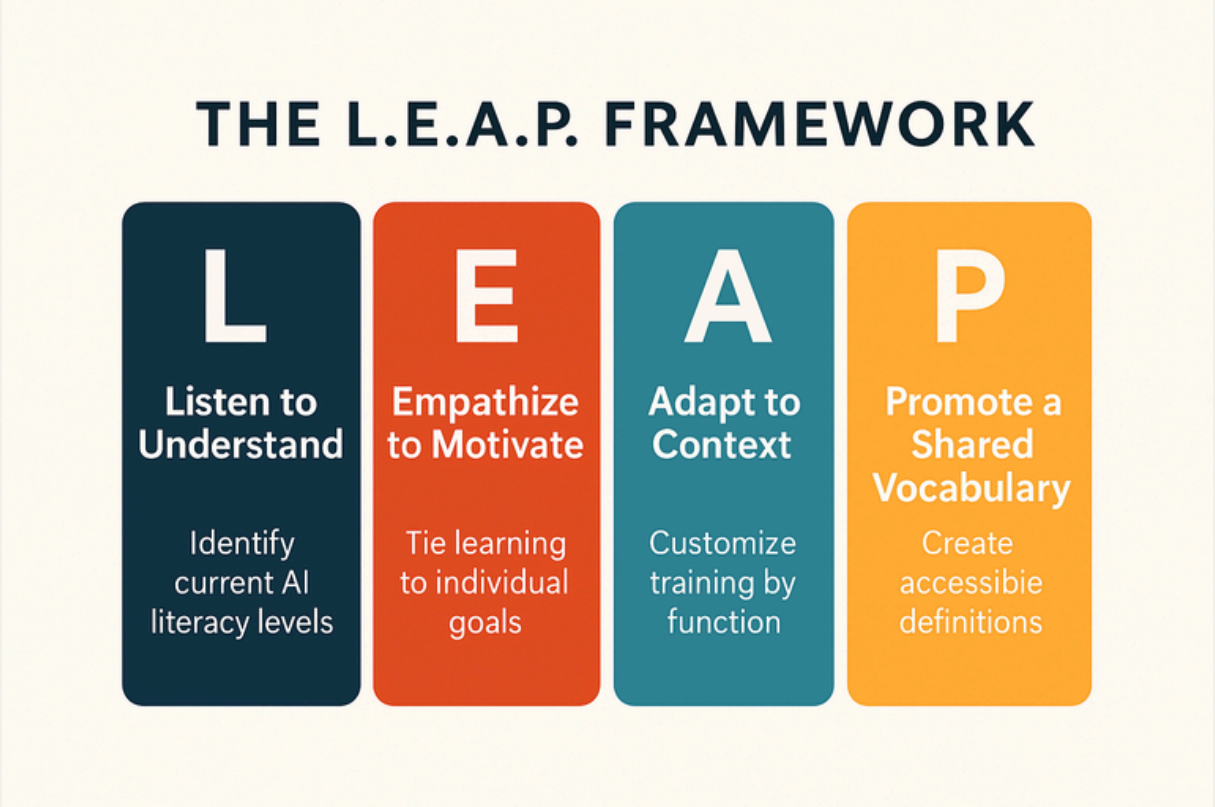 THE L.E.A.P. FRAMEWORK
L
Listen to
Understand
Identify
current AI
literacy levels
E
Empathize
to Motivate
Tie learning
to individual
goals
A
Adapt to
Context
Customize
training by
function
P
Promote a
Shared
Vocabulary
Create
accessibie
definitions